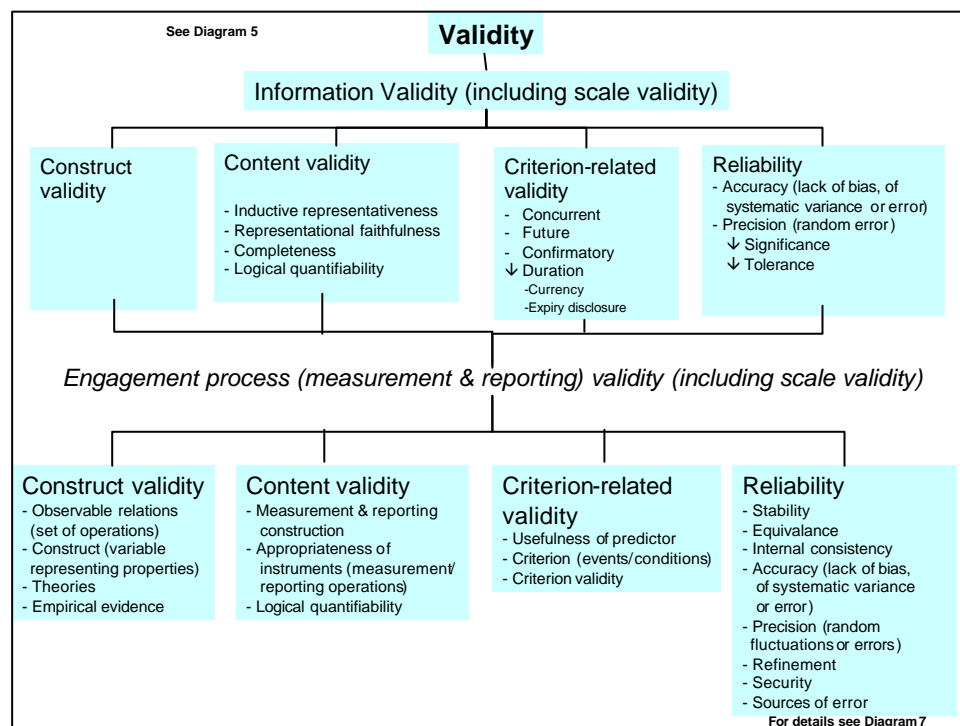 See Diagram 5
Validity
Information Validity (including scale validity)
Construct
validity
Content validity
- Inductive representativeness
- Representational faithfulness
- Completeness
- Logical quantifiability
Criterion-related
validity
- Concurrent
- Future
- Confirmatory
↓ Duration
-Currency
-Expiry disclosure
Reliability
- Accuracy (lack of bias, of
systematic variance or error)
- Precision (random error)
↓ Significance
↓ Tolerance
Engagement process (measurement & reporting) validity (including scale validity)
Construct validity
- Observable relations
(set of operations)
- Construct (variable
representing properties)
- Theories
- Empirical evidence
Content validity
- Measurement & reporting
construction
- Appropriateness of
instruments (measurement/
reporting operations)
- Logical quantifiability
Criterion-related
validity
- Usefulness of predictor
- Criterion (events/conditions)
- Criterion validity
Reliability
- Stability
- Equivalance
- Internal consistency
- Accuracy (lack of bias,
of systematic variance
or error)
- Precision (random
fluctuations or errors)
- Refinement
- Security
- Sources of error
For details see Diagram 7